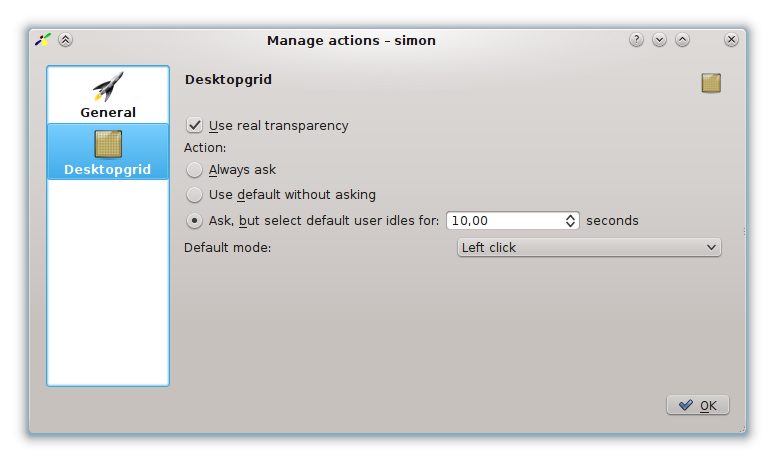 Manage actions – simon
?
General
Desktopgrid
Desktopgrid
Use real transparency
Action:
Always ask
Use default without asking
Ask, but select default user idles for: 10,00 seconds
Default mode: Left click
OK